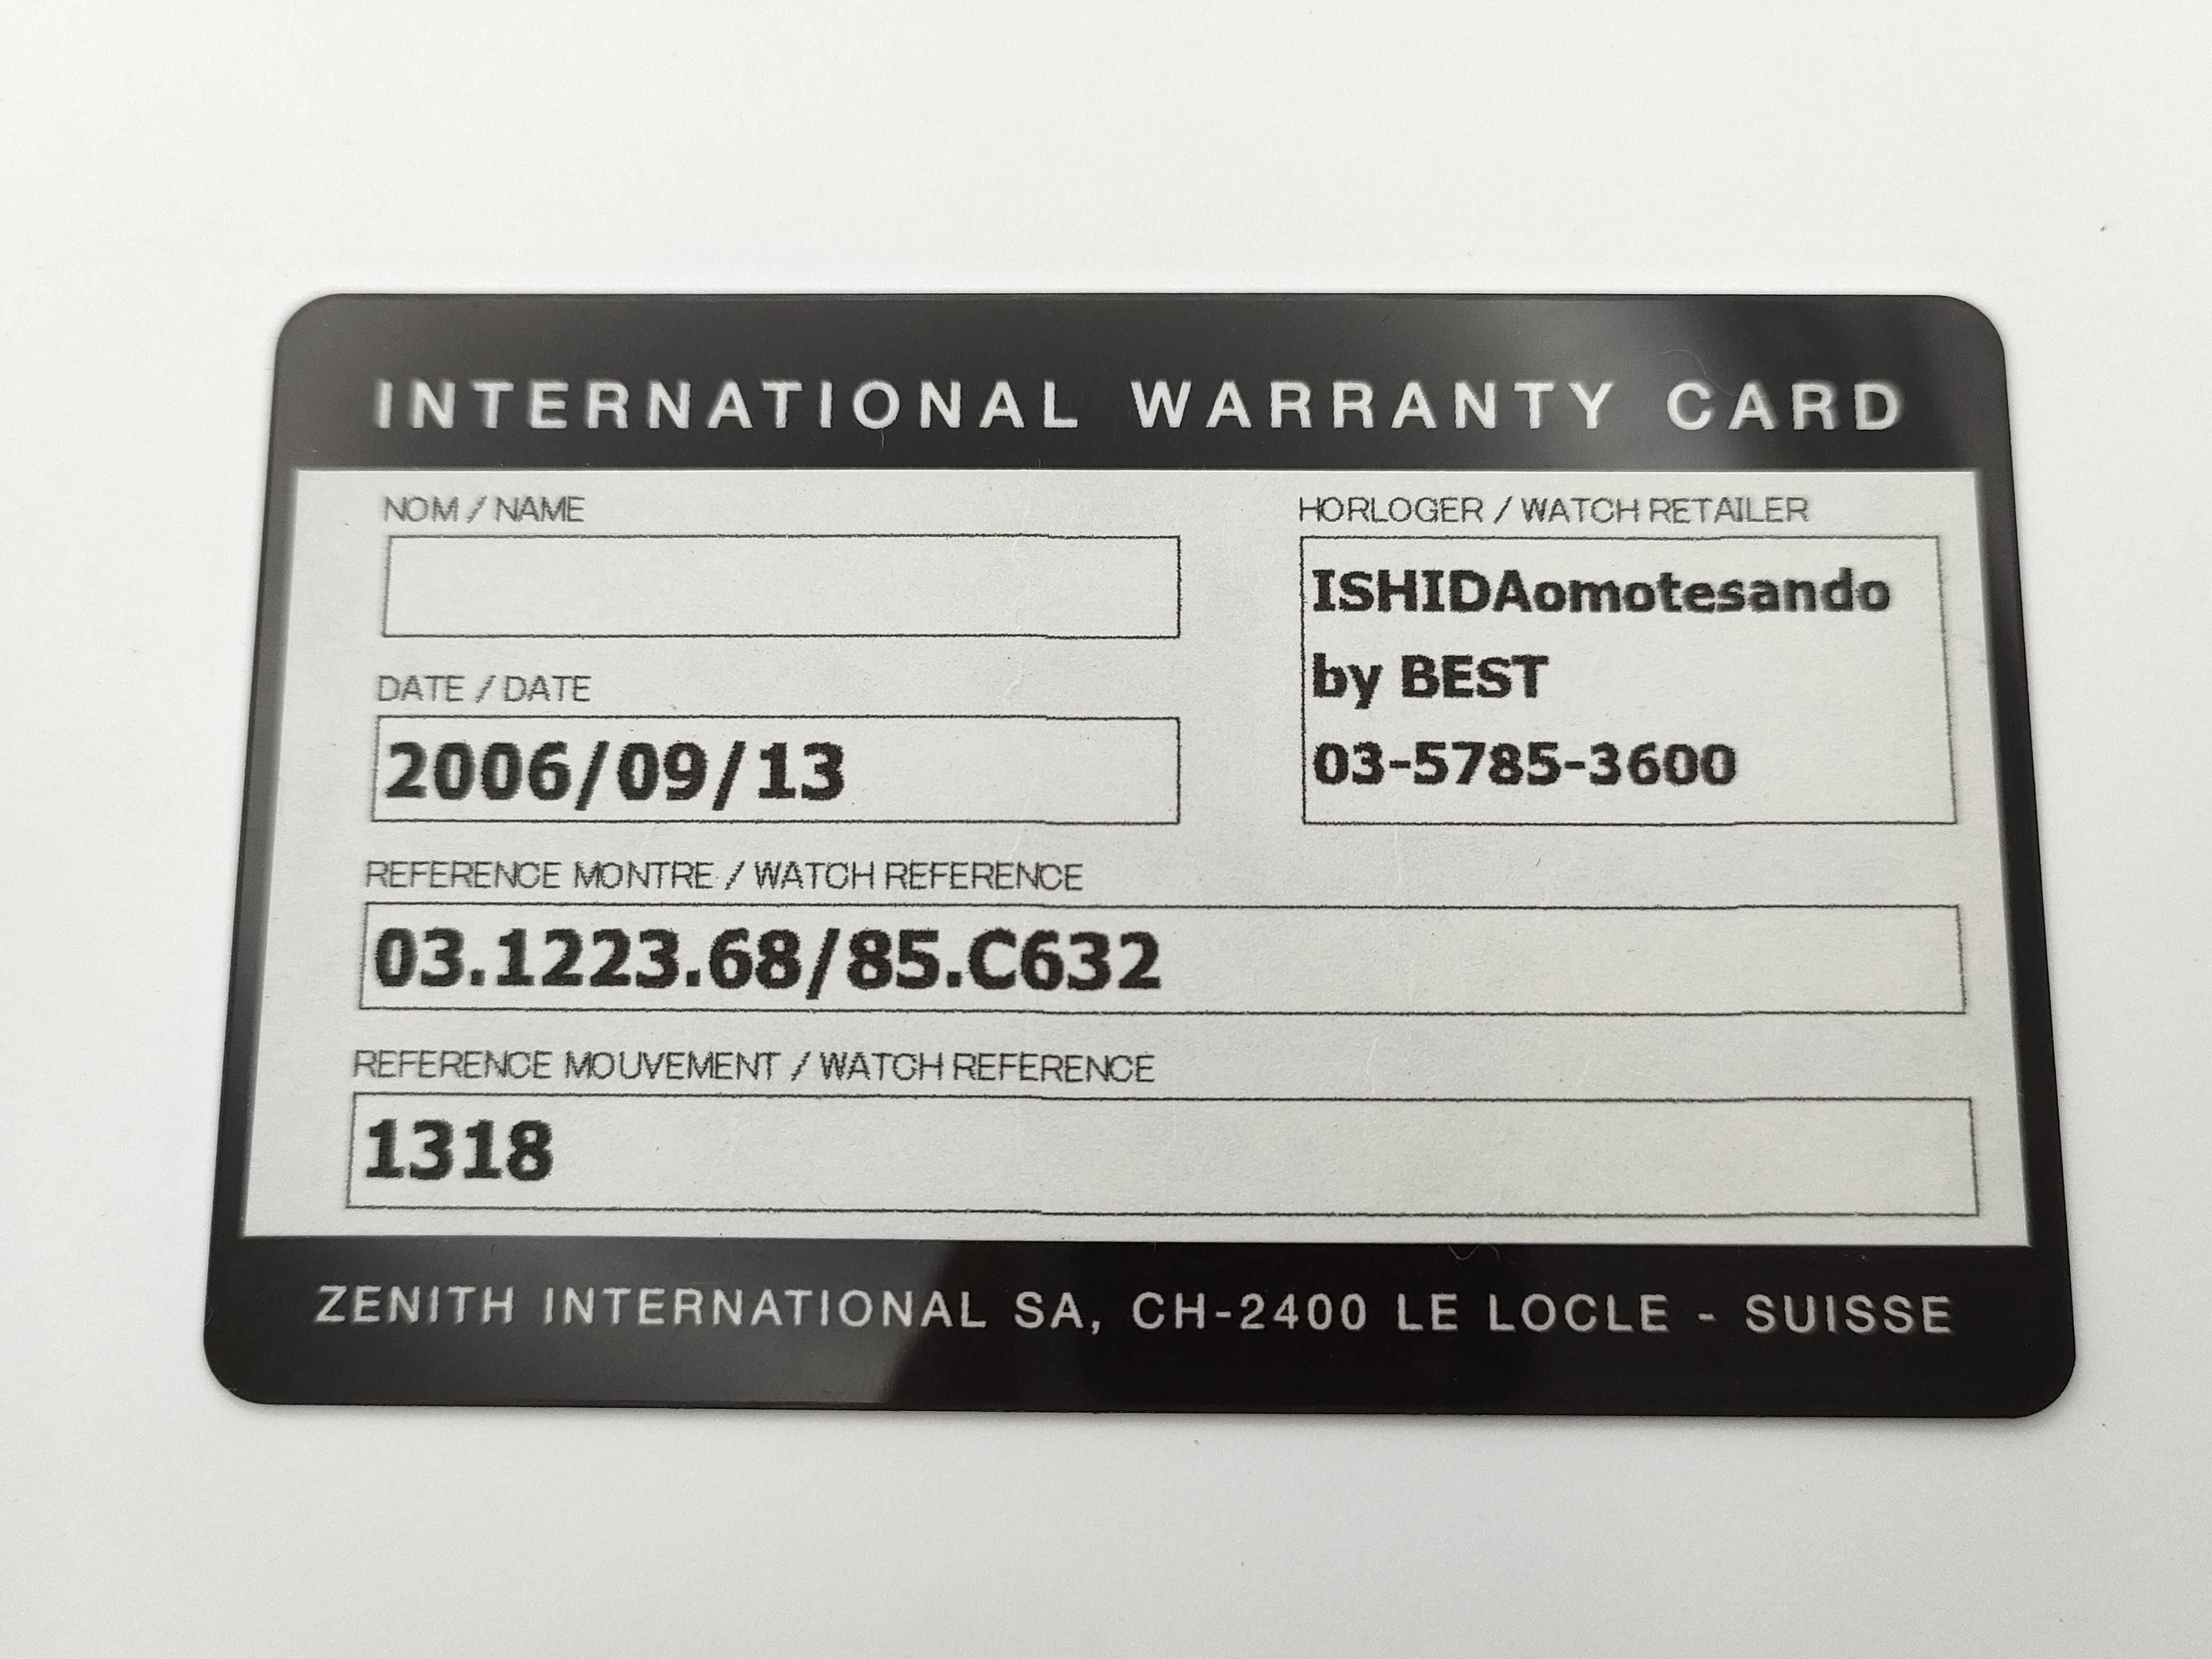 INTERNATIONAL WARRANTY CARD
NOM / NAME
DATE / DATE
2006/09/13
HORLOGER / WATCH RETAILER
ISHIDAomotesando
by BEST
03-5785-3600
REFERENCE MONTRE / WATCH REFERENCE
03.1223.68/85.C632
REFERENCE MOUVEMENT / WATCH REFERENCE
1318
ZENITH INTERNATIONAL SA, CH-2400 LE LOCLE - SUISSE